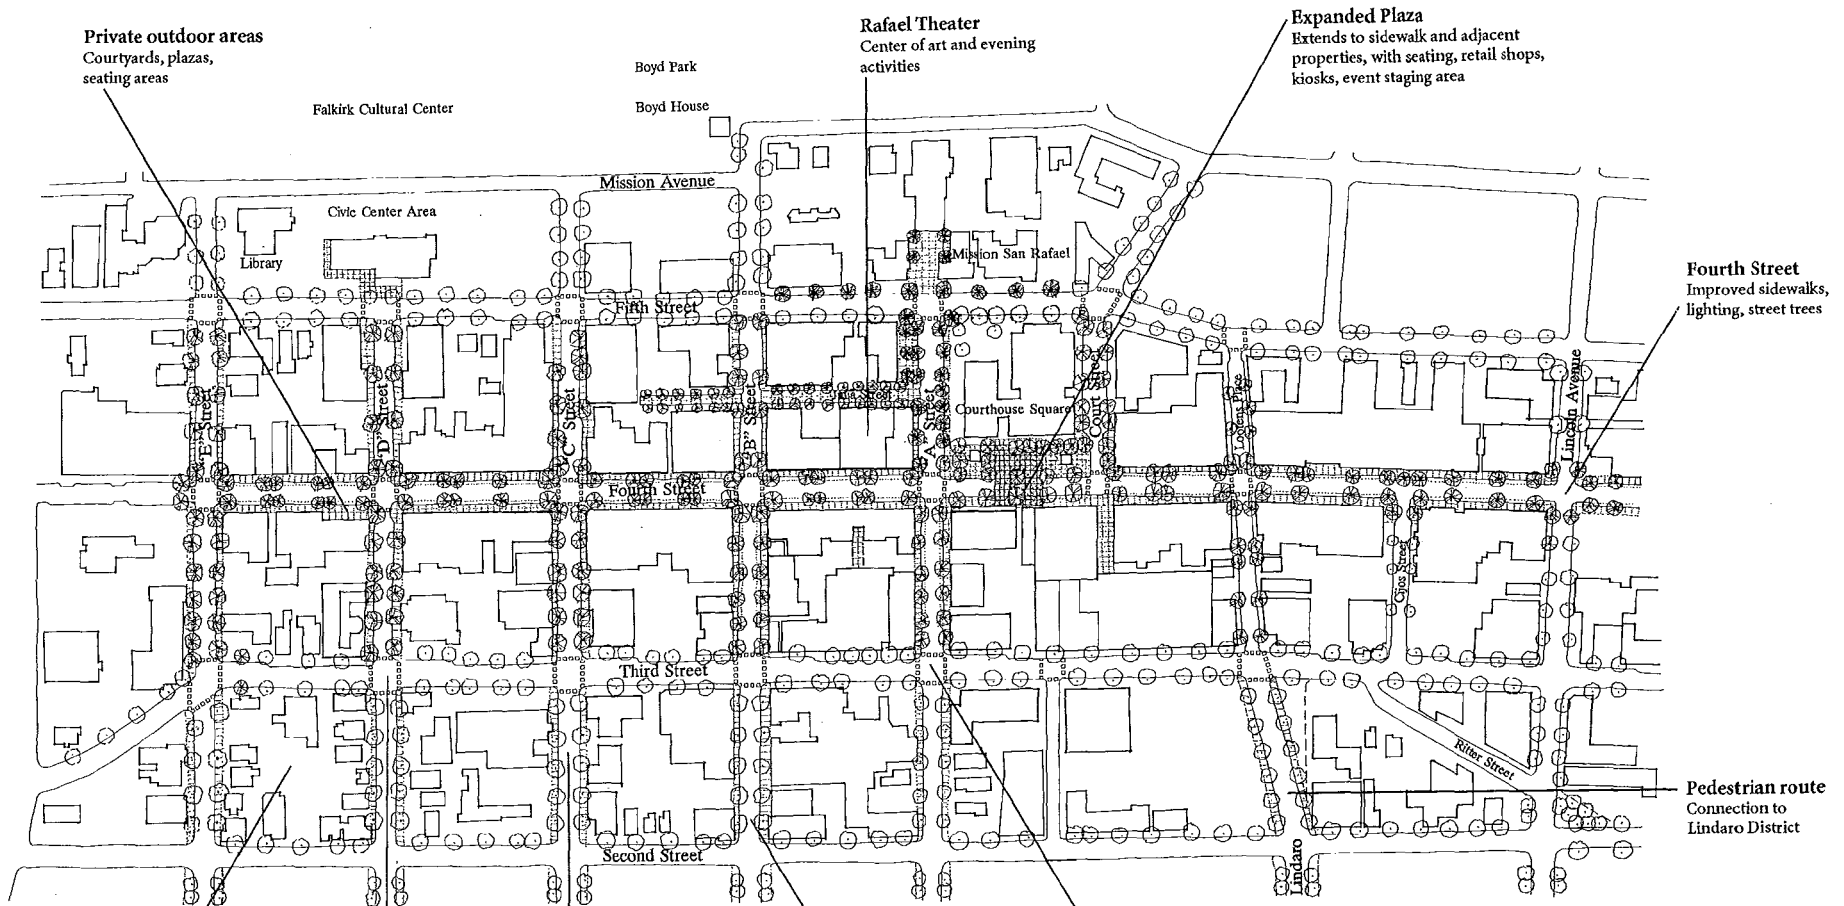 Private outdoor areas
Courtyards, plazas,
seating areas
Rafael Theater
Center of art and evening
activities
Expanded Plaza
Extends to sidewalk and adjacent
properties, with seating, retail shops,
kiosks, event staging area
Boyd Park
Falkirk Cultural Center
Boyd House
Mission Avenue
Civic Center Area
Library
Mission San Rafael
Fifth Street
Fourth Street
Improved sidewalks,
lighting, street trees
"E" Street
"D" Street
"C" Street
"B" Street
"A" Street
Courthouse Square
Court Street
Lootens Place
Lincoln Avenue
Fourth Street
Cijos Street
Third Street
Ritter Street
Pedestrian route
Connection to
Lindaro District
Second Street
Lindaro